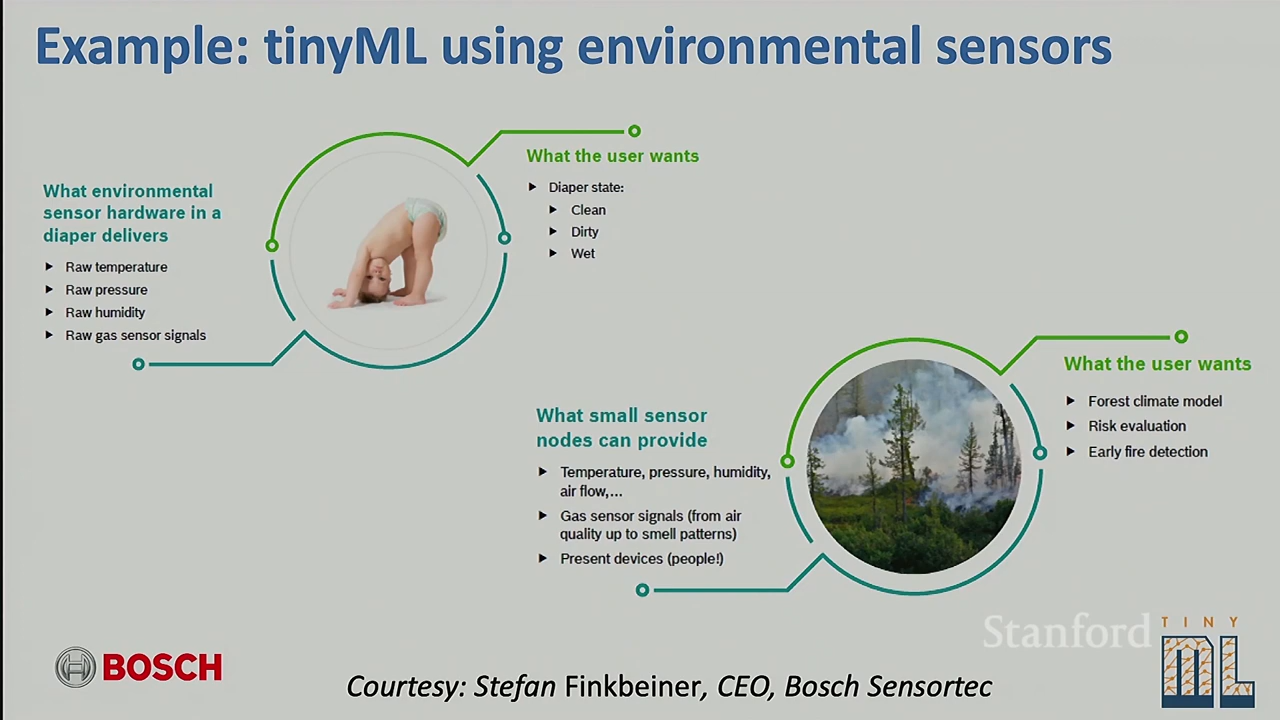 Example: tinyML using environmental sensors
What environmental
sensor hardware in a
diaper delivers
Raw temperature
Raw pressure
Raw humidity
Raw gas sensor signals
What the user wants
Diaper state:
Clean
Dirty
Wet
What small sensor
nodes can provide
Temperature, pressure, humidity,
air flow,...
Gas sensor signals (from air
quality up to smell patterns)
Present devices (people!)
What the user wants
Forest climate model
Risk evaluation
Early fire detection
BOSCH
Courtesy: Stefan Finkbeiner, CEO, Bosch Sensortec
Stanford
TINY
ML